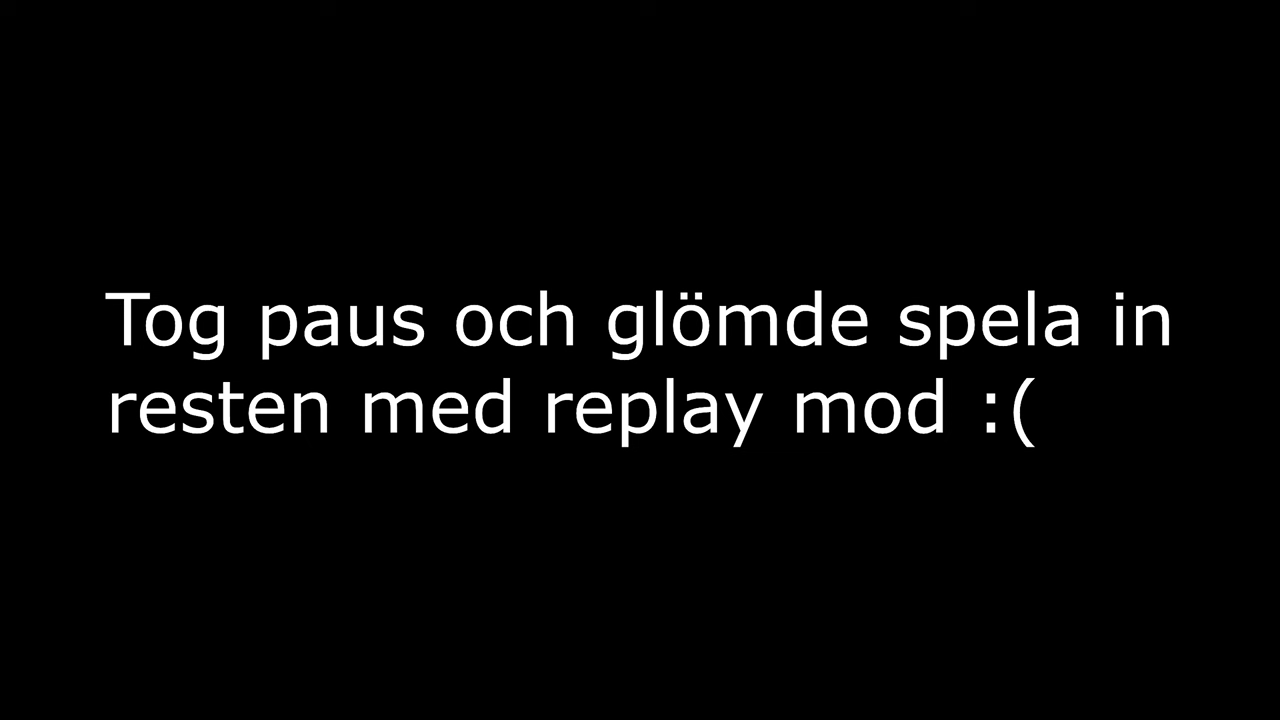 Tog paus och glömde spela in
resten med replay mod :(